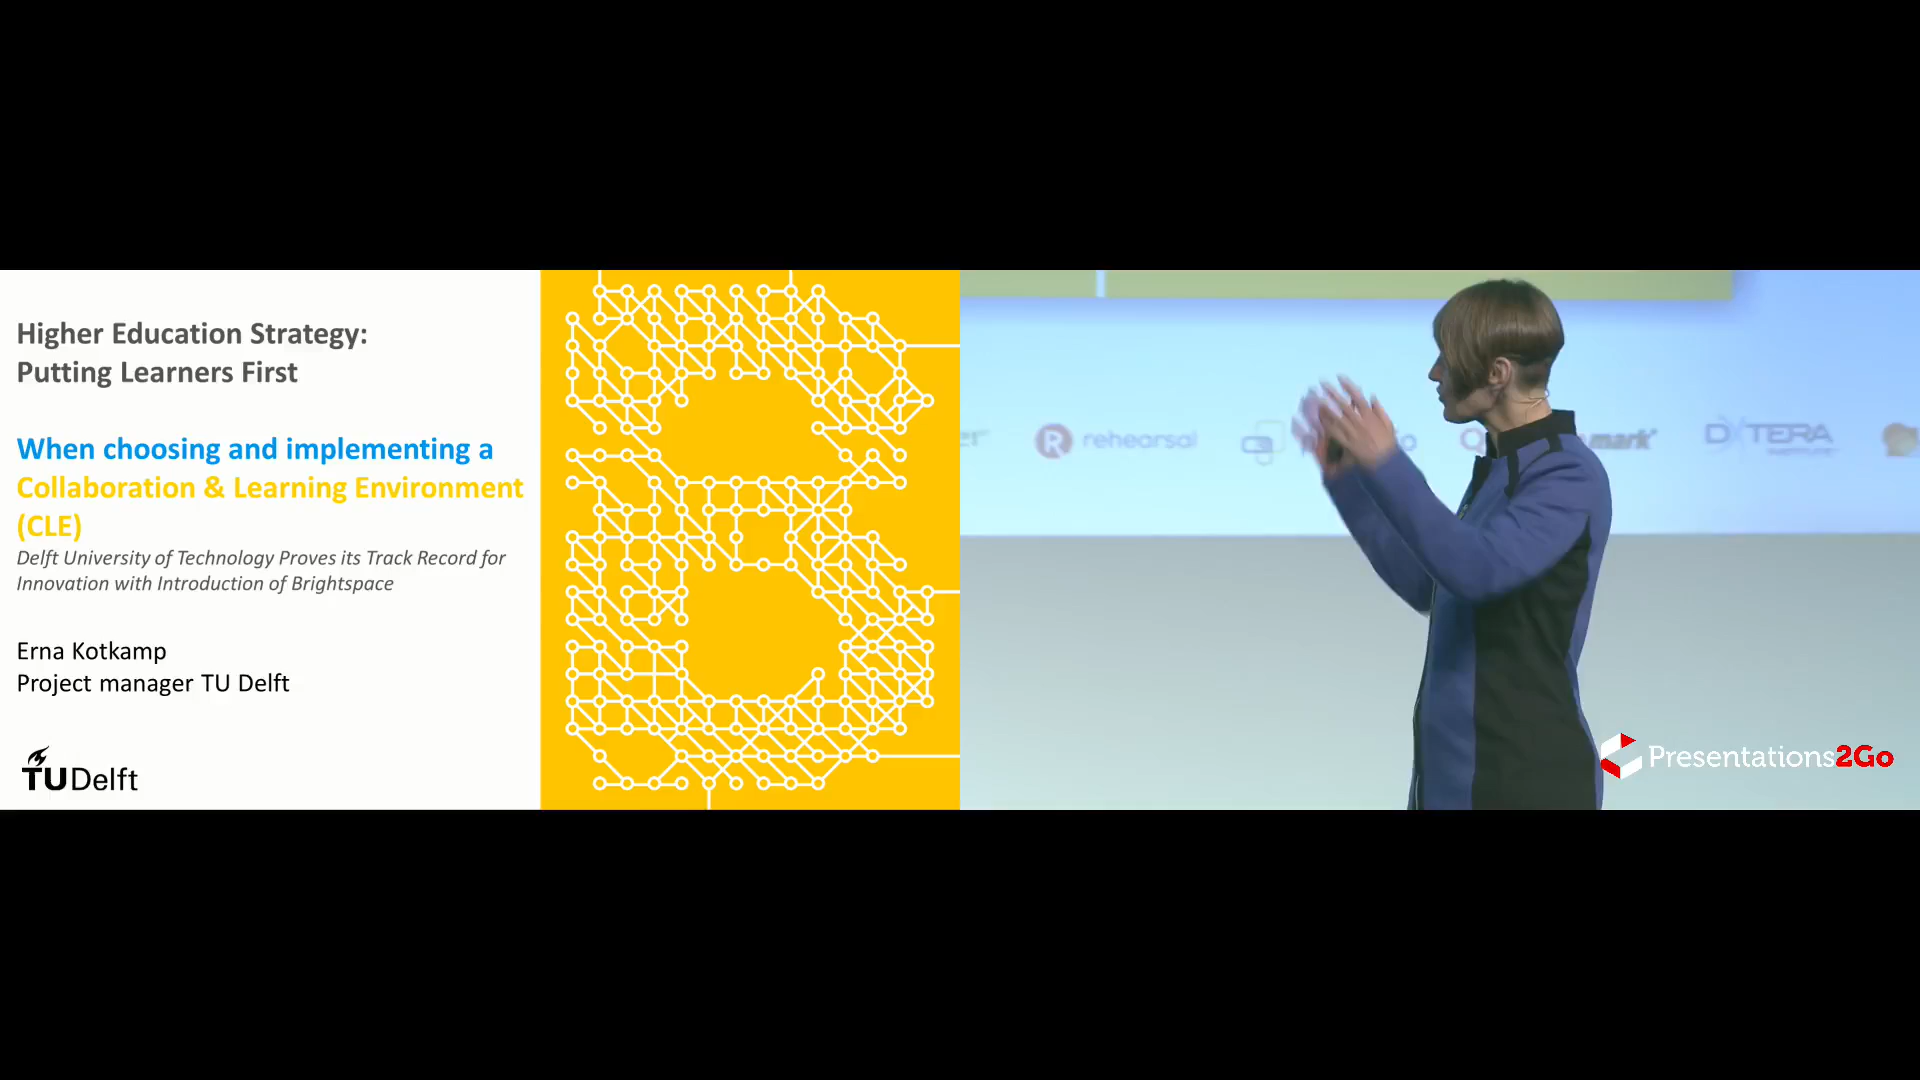 Higher Education Strategy:
Putting Learners First
When choosing and implementing a
Collaboration & Learning Environment
(CLE)
Delft University of Technology Proves its Track Record for
Innovation with Introduction of Brightspace
Erna Kotkamp
Project manager TU Delft
TUDelft
rehearsal
mark
DXTERA
INSTITUTE
Presentations2Go